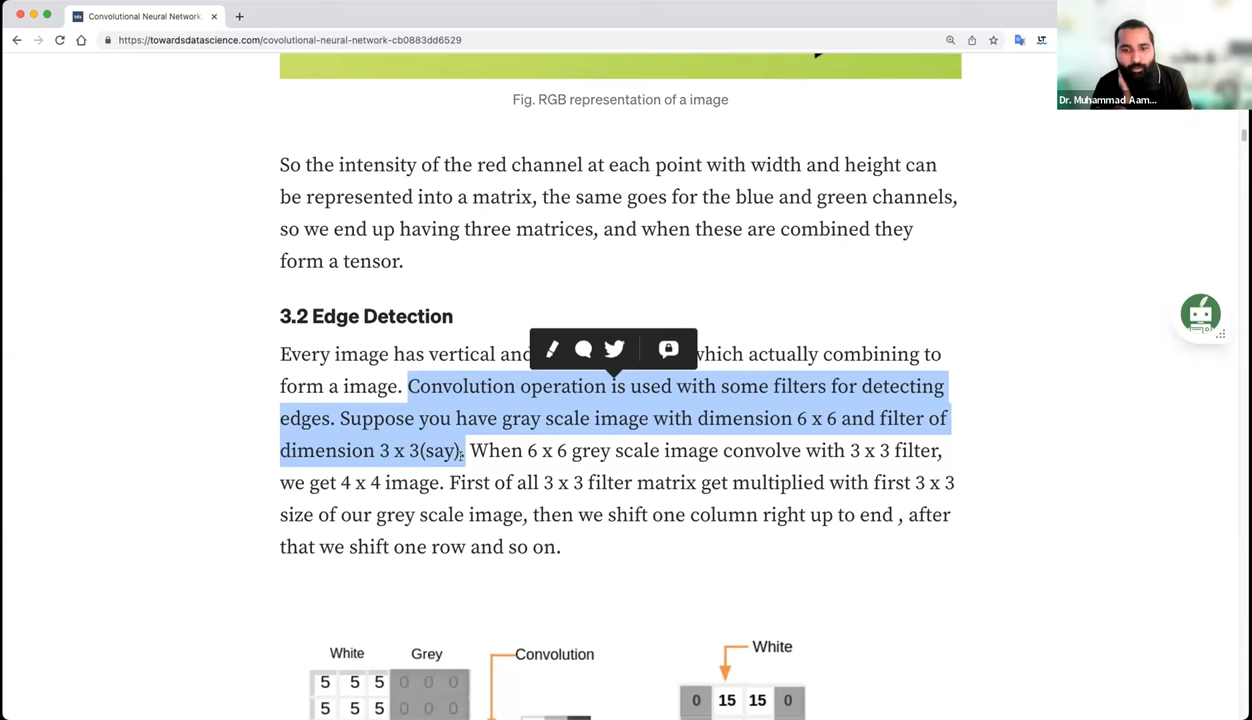 Convolutional Neural Network.
https://towardsdatascience.com/covolutional-neural-network-cb0883dd6529
LT
Dr. Muhammad Aam...
Fig. RGB representation of a image
So the intensity of the red channel at each point with width and height can
be represented into a matrix, the same goes for the blue and green channels,
so we end up having three matrices, and when these are combined they
form a tensor.
3.2 Edge Detection
Every image has vertical and which actually combining to
form a image. Convolution operation is used with some filters for detecting
edges. Suppose you have gray scale image with dimension 6 x 6 and filter of
dimension 3 x 3(say). When 6 x 6 grey scale image convolve with 3 x 3 filter,
we get 4 x 4 image. First of all 3 x 3 filter matrix get multiplied with first 3 x 3
size of our grey scale image, then we shift one column right up to end , after
that we shift one row and so on.
White Grey Convolution White
5 5 5 0 0 0 0 15 15 0
5 5 5 0 0 0